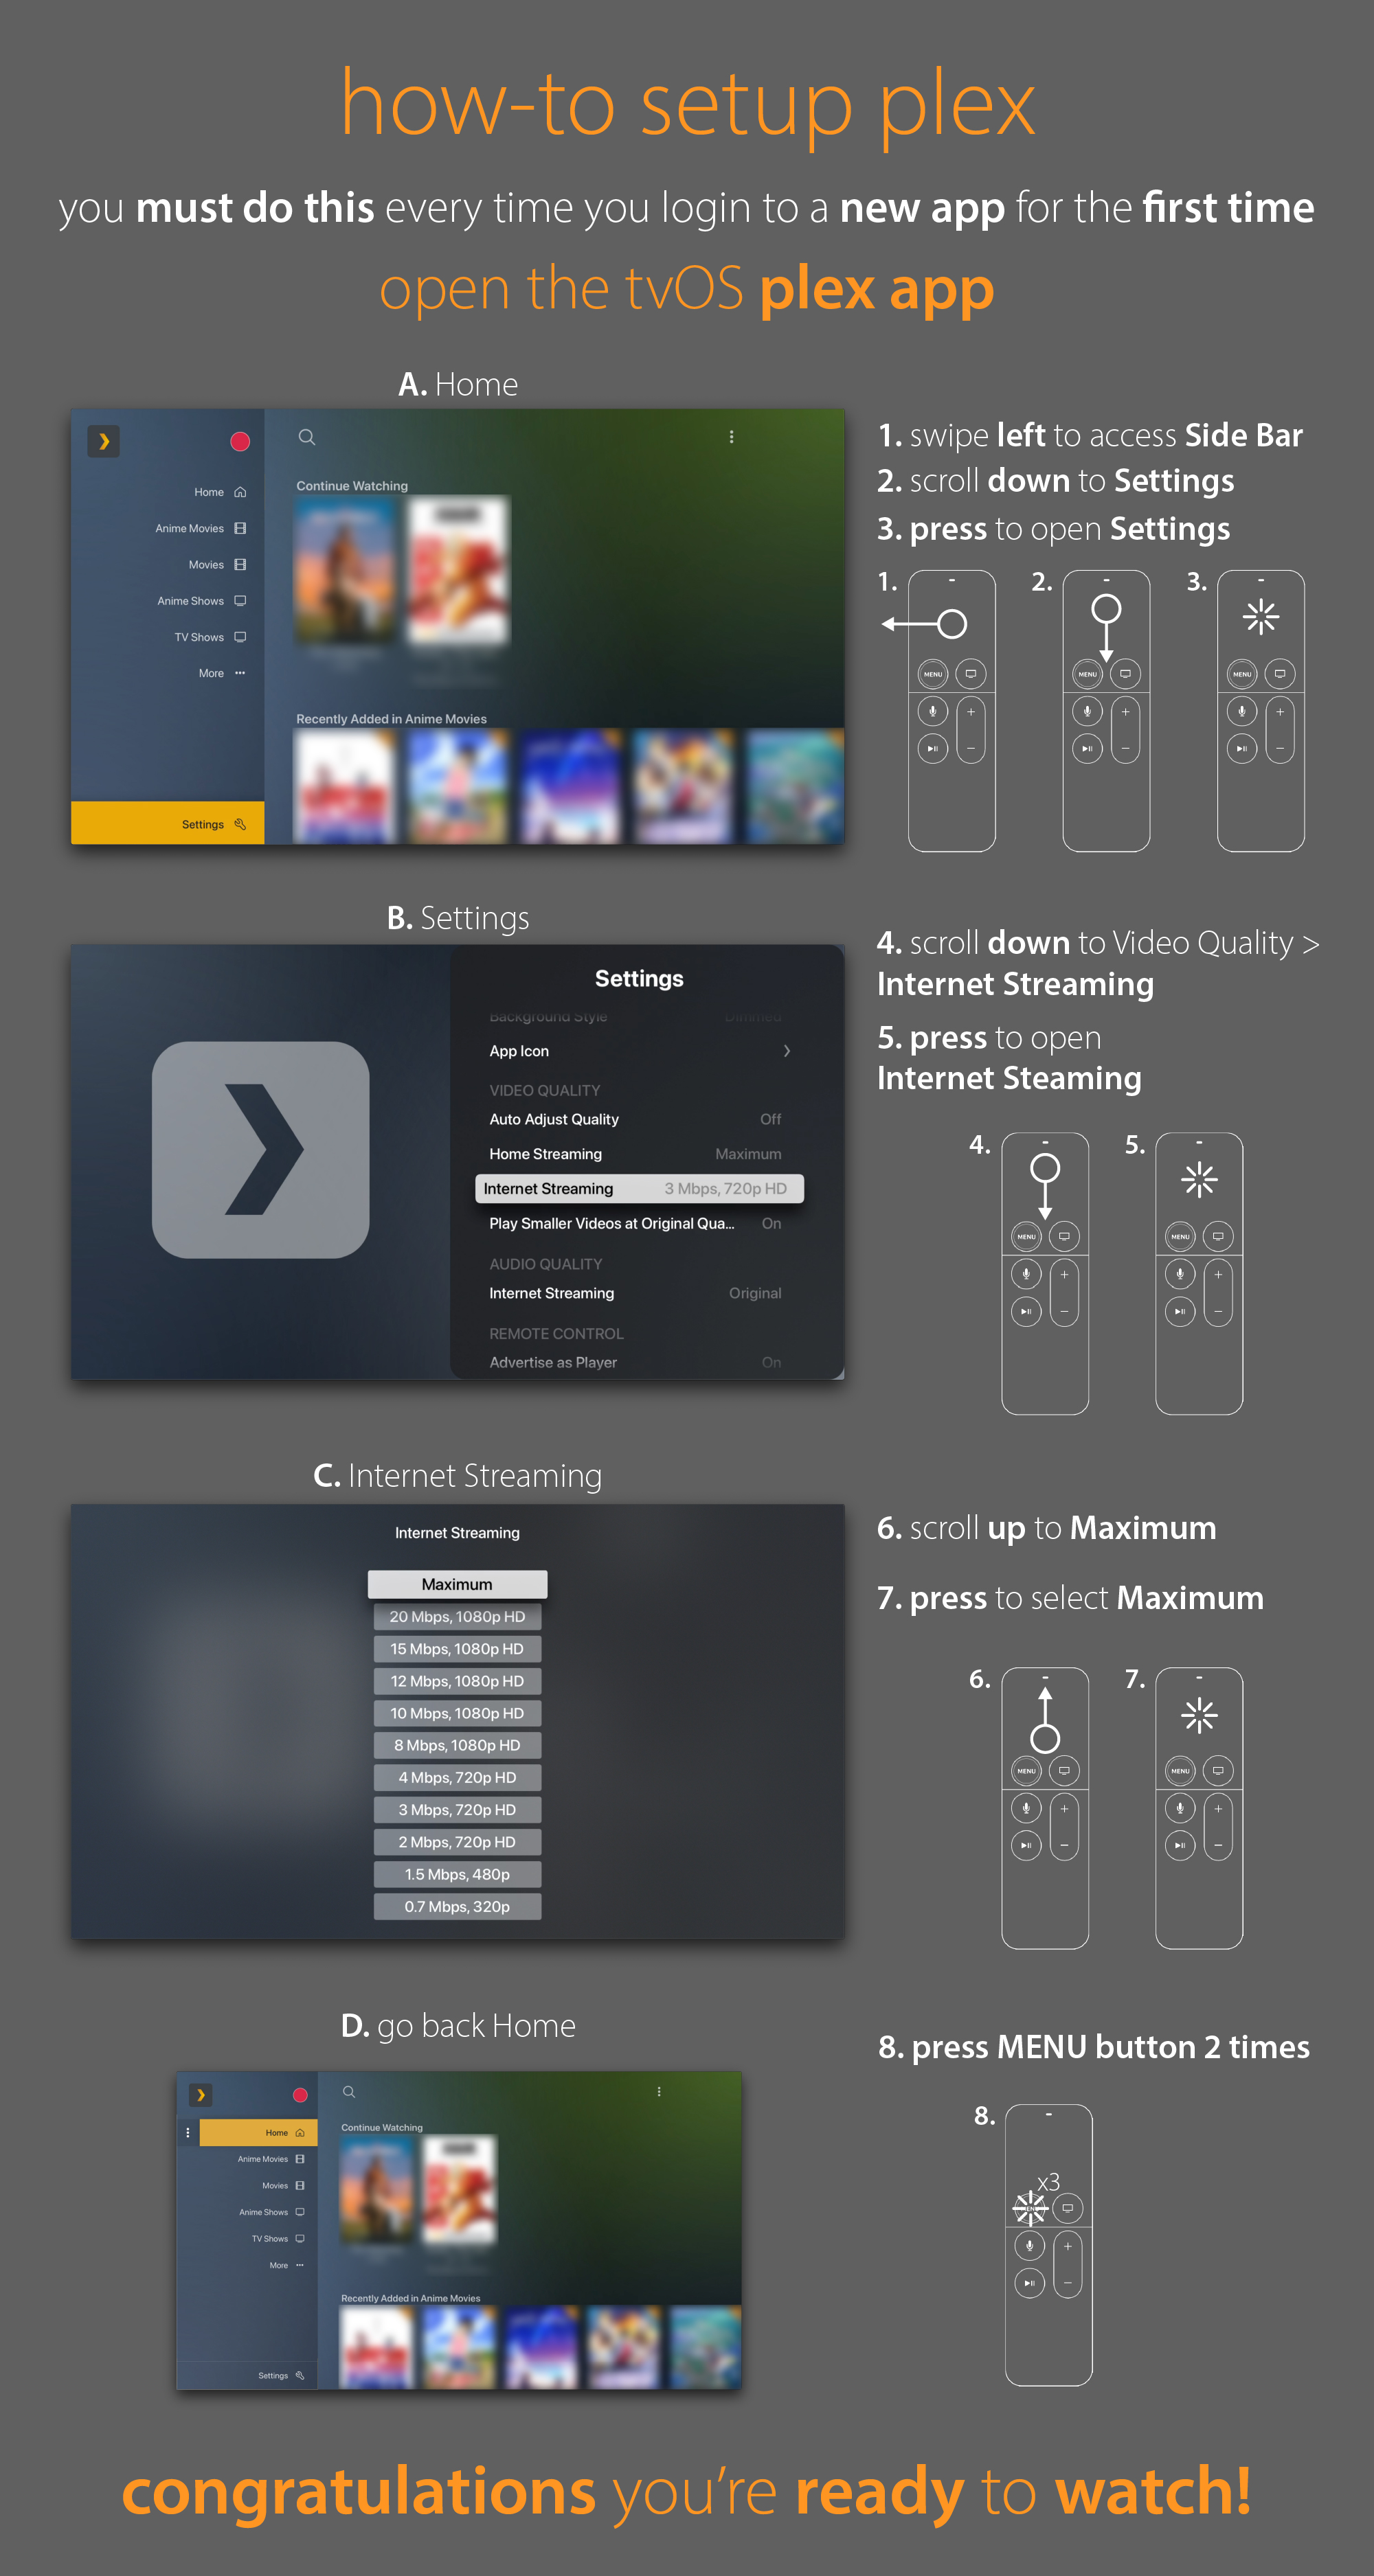 how-to setup plex
you must do this every time you login to a new app for the first time
open the tvOS plex app
A. Home
Home
Anime Movies
Movies
Anime Shows
TV Shows
More
Settings
Continue Watching
Recently Added in Anime Movies
1. swipe left to access Side Bar
2. scroll down to Settings
3. press to open Settings
1.
MENU
2.
MENU
3.
MENU
B. Settings
Settings
Background Style Dimmed
App Icon
VIDEO QUALITY
Auto Adjust Quality Off
Home Streaming Maximum
Internet Streaming 3 Mbps, 720p HD
Play Smaller Videos at Original Qua... On
AUDIO QUALITY
Internet Streaming Original
REMOTE CONTROL
Advertise as Player On
4. scroll down to Video Quality >
Internet Streaming
5. press to open
Internet Steaming
4.
MENU
5.
MENU
C. Internet Streaming
Internet Streaming
Maximum
20 Mbps, 1080p HD
15 Mbps, 1080p HD
12 Mbps, 1080p HD
10 Mbps, 1080p HD
8 Mbps, 1080p HD
4 Mbps, 720p HD
3 Mbps, 720p HD
2 Mbps, 720p HD
1.5 Mbps, 480p
0.7 Mbps, 320p
6. scroll up to Maximum
7. press to select Maximum
6.
MENU
7.
MENU
D. go back Home
Home
Anime Movies
Movies
Anime Shows
TV Shows
More
Settings
Continue Watching
Recently Added in Anime Movies
8. press MENU button 2 times
8.
x3
congratulations you're ready to watch!